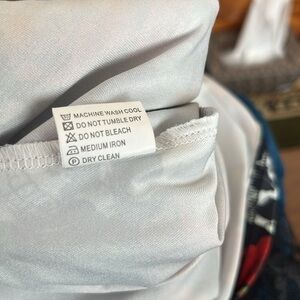 MACHINE WASH COOL
DO NOT TUMBLE DRY
DO NOT BLEACH
MEDIUM IRON
P DRY CLEAN